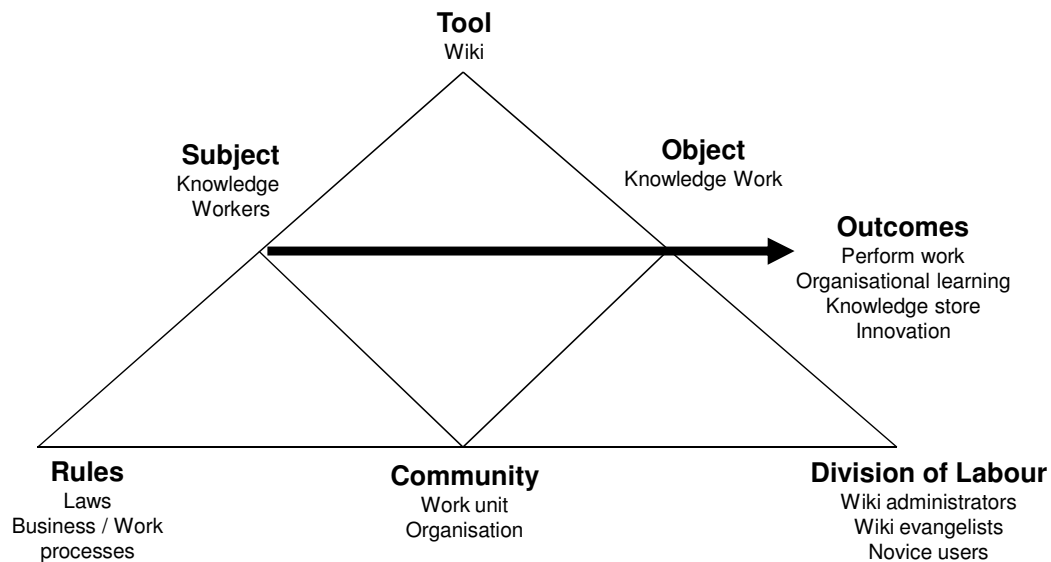 Tool
Wiki
Subject
Knowledge
Workers
Object
Knowledge Work
Outcomes
Perform work
Organisational learning
Knowledge store
Innovation
Rules
Laws
Business / Work
processes
Community
Work unit
Organisation
Division of Labour
Wiki administrators
Wiki evangelists
Novice users